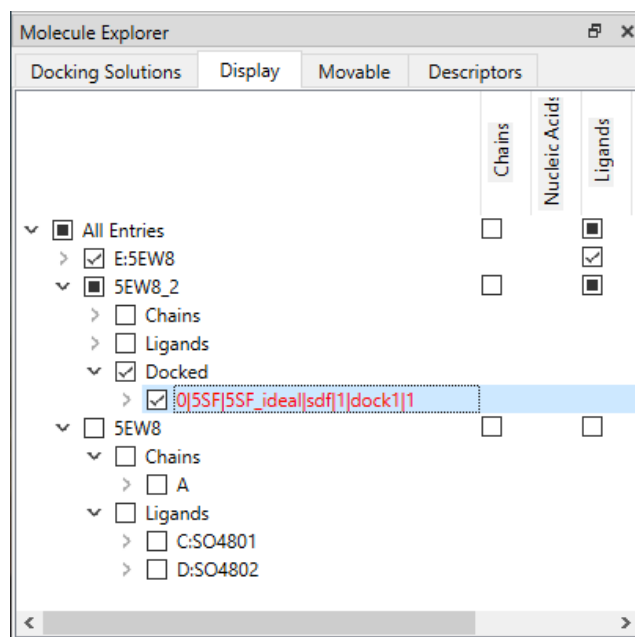 Molecule Explorer
Docking Solutions Display Movable Descriptors
Chains Nucleic Acids Ligands
All Entries
E:5EW8
5EW8_2
Chains
Ligands
Docked
0|5SF|5SF_ideal|sdf|1|dock1|1
5EW8
Chains
A
Ligands
C:SO4801
D:SO4802